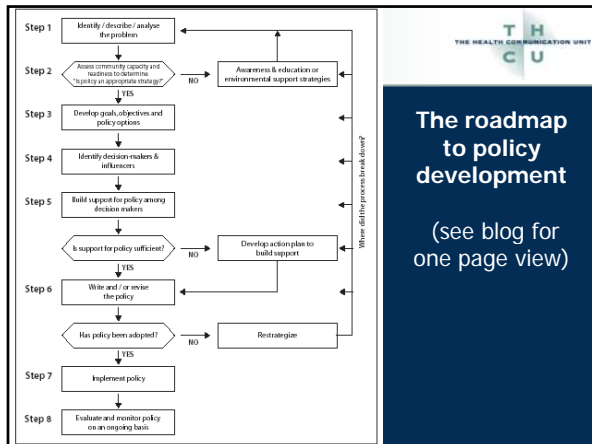 Step 1
Identify / describe / analyse
the problem
Step 2
Assess community capacity and
readiness to determine
"Is policy an appropriate strategy?"
NO
Awareness & education or
environmental support strategies
YES
Step 3
Develop goals, objectives and
policy options
Step 4
Identify decision-makers &
influencers
Step 5
Build support for policy among
decision makers
Is support for policy sufficient?
NO
Develop action plan to
build support
YES
Step 6
Write and / or revise
the policy
Has policy been adopted?
NO
Restrategize
YES
Step 7
Implement policy
Step 8
Evaluate and monitor policy
on an ongoing basis
Where did the process break down?
T H
THE HEALTH COMMUNICATION UNIT
C U
The roadmap
to policy
development
(see blog for
one page view)